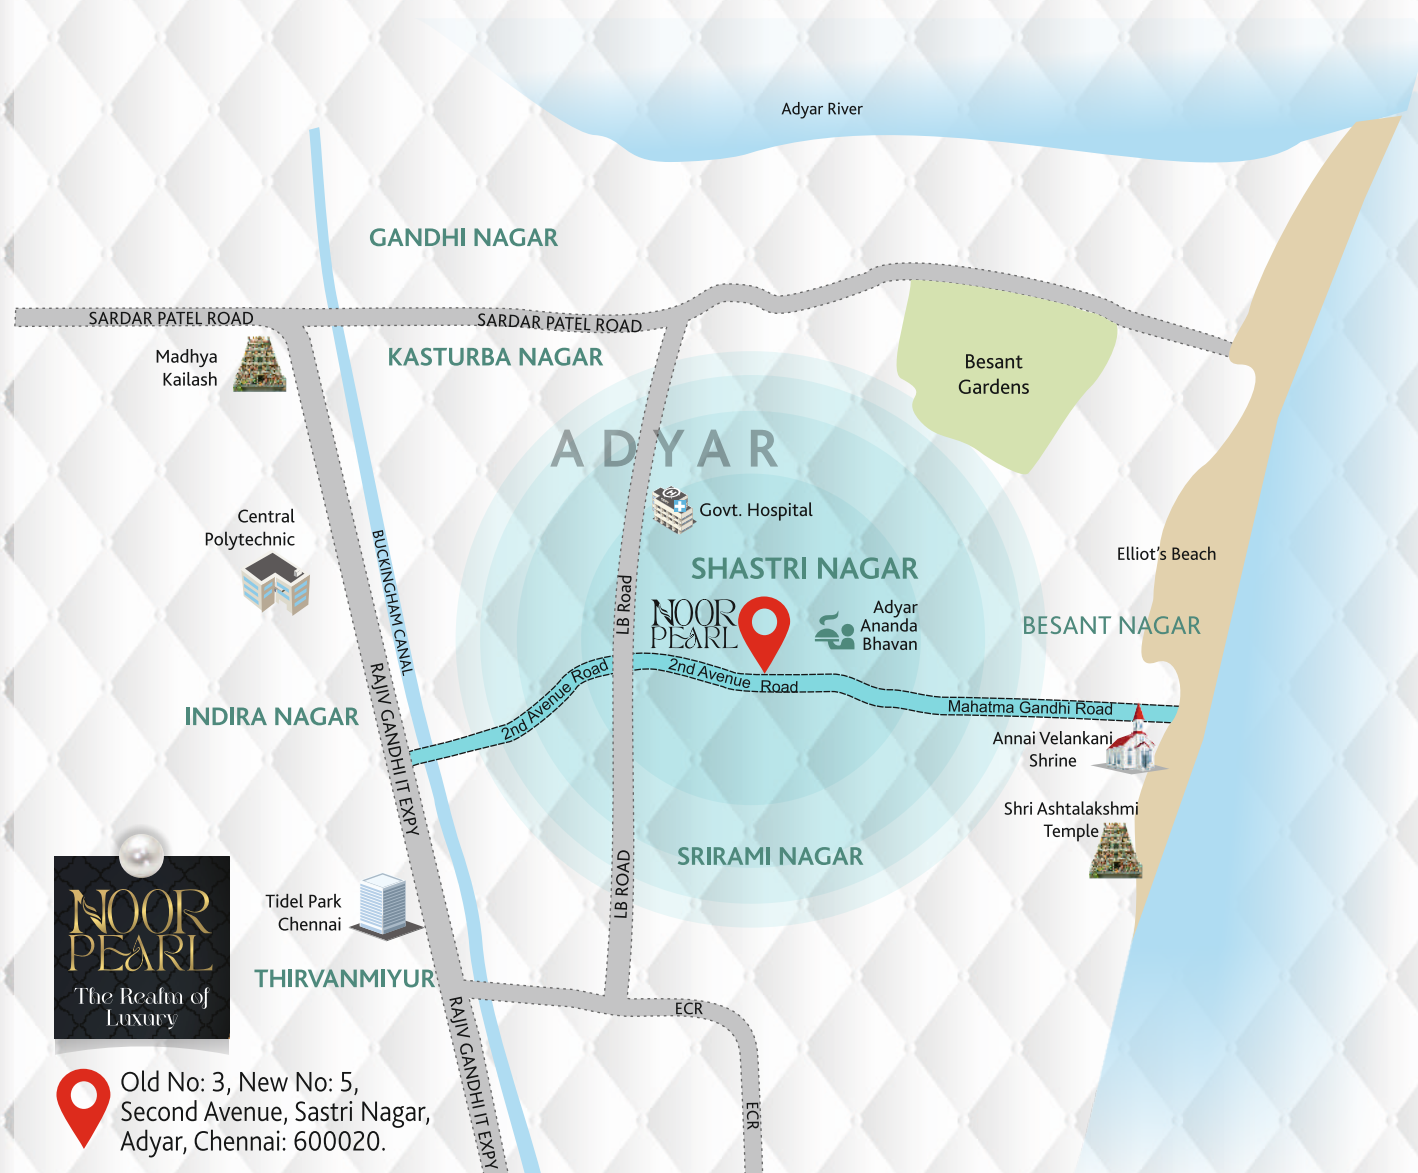 Adyar River
GANDHI NAGAR
SARDAR PATEL ROAD
SARDAR PATEL ROAD
Madhya
Kailash
KASTURBA NAGAR
Besant
Gardens
ADYAR
Govt. Hospital
Central
Polytechnic
BUCKINGHAM CANAL
Elliot's Beach
SHASTRI NAGAR
LB Road
NOOR
PEARL
Adyar
Ananda
Bhavan
BESANT NAGAR
2nd Avenue Road
2nd Avenue Road
Mahatma Gandhi Road
RAJIV GANDHI IT EXPY
INDIRA NAGAR
Annai Velankani
Shrine
Shri Ashtalakshmi
Temple
SRIRAMI NAGAR
LB ROAD
Tidel Park
Chennai
THIRVANMIYUR
NOOR
PEARL
The Realm of
Luxury
RAJIV GANDHI IT EXPY
ECR
ECR
Old No: 3, New No: 5,
Second Avenue, Sastri Nagar,
Adyar, Chennai: 600020.